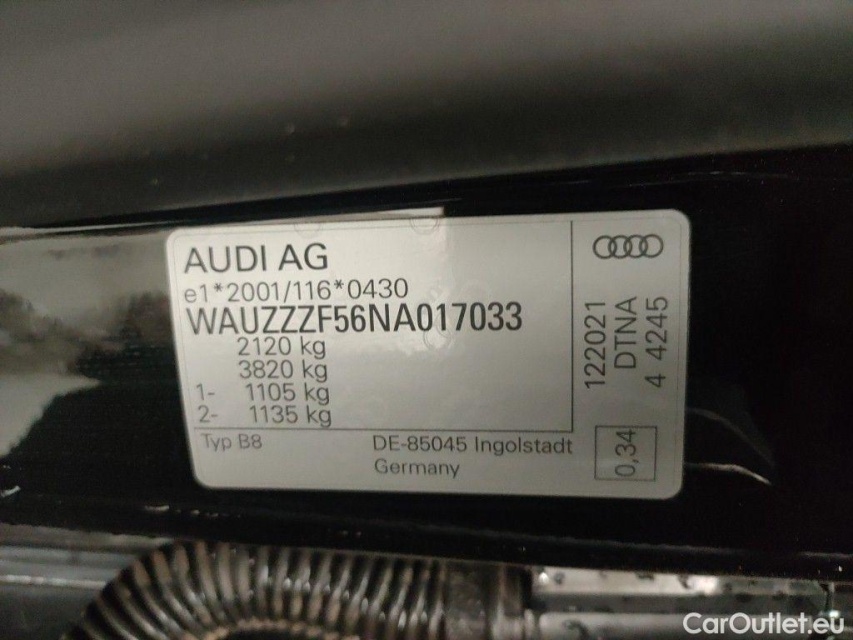 AUDI AG
e1*2001/116*0430
WAUZZZF56NA017033
2120 kg
3820 kg
1- 1105 kg
2- 1135 kg
Typ B8
DE-85045 Ingolstadt
Germany
122021
DTNA
4 4245
0,34
CarOutlet.eu